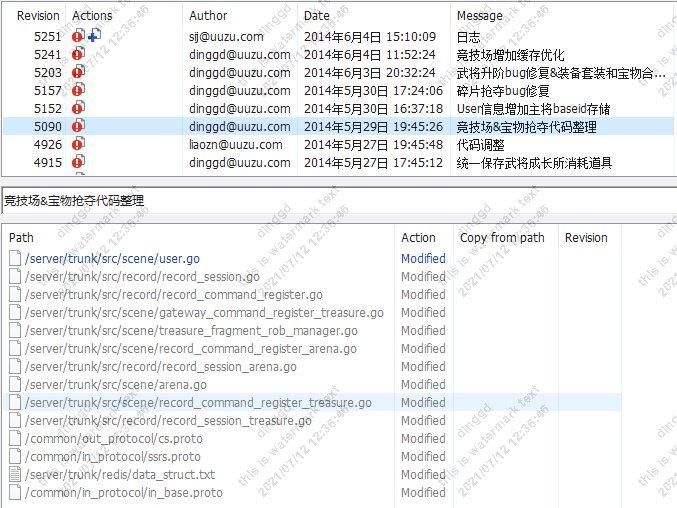 Revision Actions Author Date Message
5251 sjj@uuzu.com 2014年6月4日 15:10:09 日志
5241 dinggd@uuzu.com 2014年6月4日 11:52:24 竞技场增加缓存优化
5203 dinggd@uuzu.com 2014年6月3日 20:32:24 武将升阶bug修复&装备套装和宝物合...
5157 dinggd@uuzu.com 2014年5月30日 17:24:06 碎片抢夺bug修复
5152 dinggd@uuzu.com 2014年5月30日 16:37:18 User信息增加主将baseid存储
5090 dinggd@uuzu.com 2014年5月29日 19:45:26 竞技场&宝物抢夺代码整理
4926 liaozn@uuzu.com 2014年5月27日 19:45:48 代码调整
4915 dinggd@uuzu.com 2014年5月27日 17:45:12 统一保存武将成长所消耗道具
竞技场&宝物抢夺代码整理
Path Action Copy from path Revision
/server/trunk/src/scene/user.go Modified
/server/trunk/src/record/record_session.go Modified
/server/trunk/src/record/record_command_register.go Modified
/server/trunk/src/scene/gateway_command_register_treasure.go Modified
/server/trunk/src/scene/treasure_fragment_rob_manager.go Modified
/server/trunk/src/scene/record_command_register_arena.go Modified
/server/trunk/src/record/record_session_arena.go Modified
/server/trunk/src/scene/arena.go Modified
/server/trunk/src/scene/record_command_register_treasure.go Modified
/server/trunk/src/record/record_session_treasure.go Modified
/common/out_protocol/cs.proto Modified
/common/in_protocol/ssrs.proto Modified
/server/trunk/redis/data_struct.txt Modified
/common/in_protocol/in_base.proto Modified
dinggd
this is watermark text
2021/07/12 12:36:46